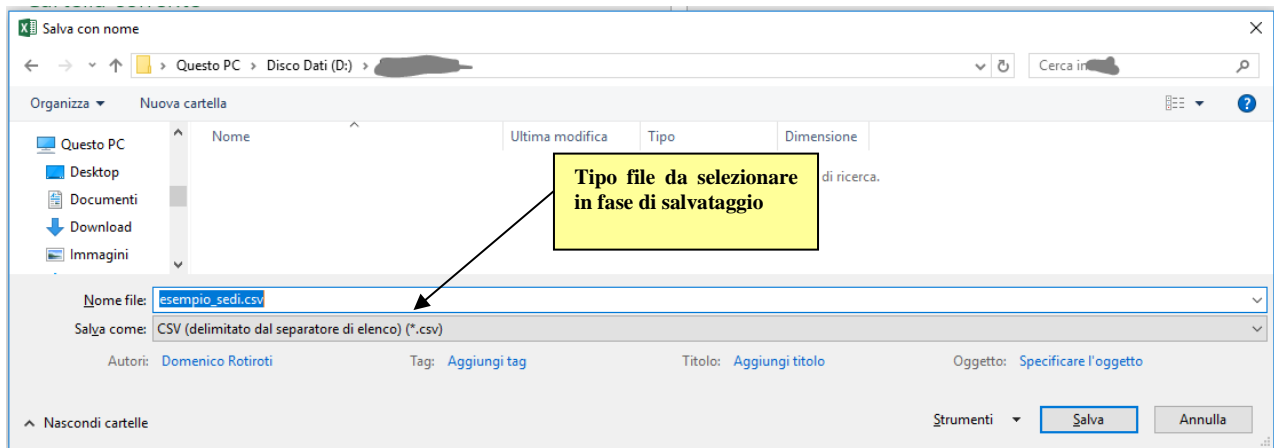 Salva con nome
Questo PC > Disco Dati (D:) >
Cerca in
Organizza Nuova cartella
Nome Ultima modifica Tipo Dimensione
Questo PC
Desktop
Documenti
Download
Immagini
di ricerca.
Tipo file da selezionare
in fase di salvataggio
Nome file: esempio_sedi.csv
Salva come: CSV (delimitato dal separatore di elenco) (*.csv)
Autori: Domenico Rotiroti Tag: Aggiungi tag Titolo: Aggiungi titolo Oggetto: Specificare l'oggetto
Nascondi cartelle
Strumenti Salva Annulla